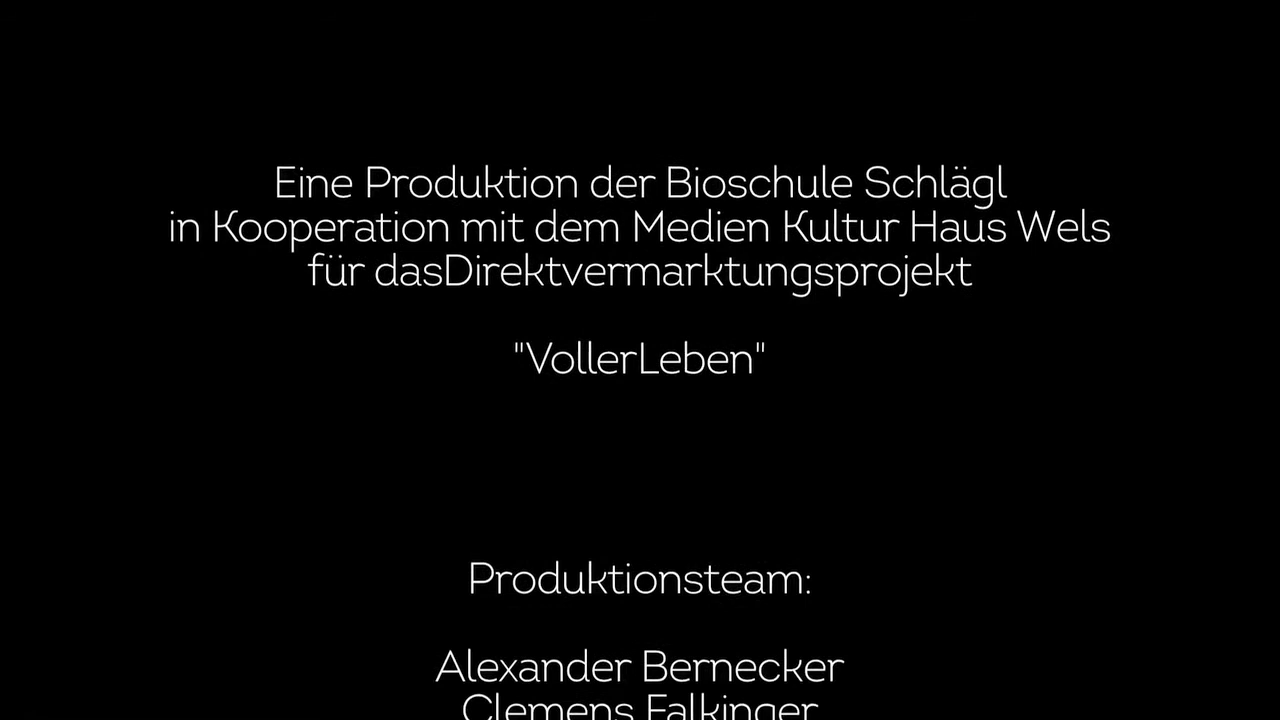 Eine Produktion der Bioschule Schlägl
in Kooperation mit dem Medien Kultur Haus Wels
für dasDirektvermarktungsprojekt
"VollerLeben"
Produktionsteam:
Alexander Bernecker
Clemens Falkinger